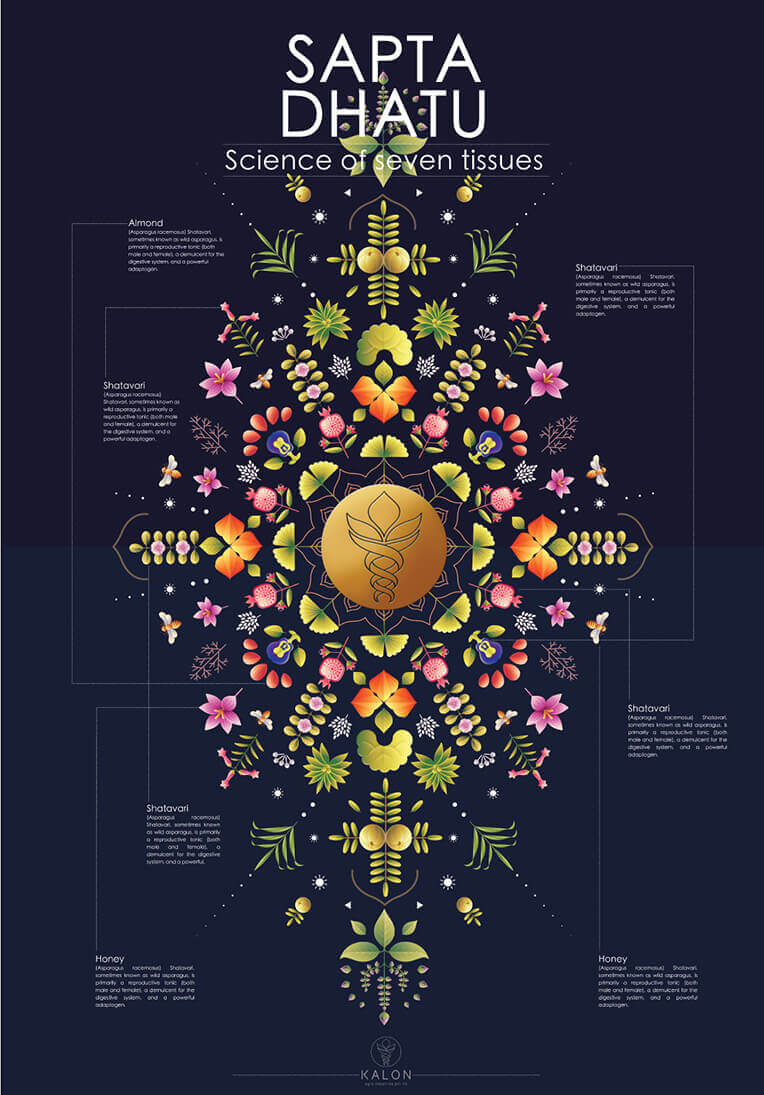 SAPTA
DHATU
Science of seven tissues
Almond
(Asparagus racemosus) Shatavari,
sometimes known as wild asparagus, is
primarily a reproductive tonic (both
male and female), a demulcent for the
digestive system, and a powerful
adaptogen.
Shatavari
(Asparagus racemosus) Shatavari,
sometimes known as wild asparagus, is
primarily a reproductive tonic (both
male and female), a demulcent for the
digestive system, and a powerful
adaptogen.
Shatavari
(Asparagus racemosus)
Shatavari, sometimes known as
wild asparagus, is primarily a
reproductive tonic (both male
and female), a demulcent for
the digestive system, and a
powerful adaptogen.
Shatavari
(Asparagus racemosus) Shatavari,
sometimes known as wild asparagus, is
primarily a reproductive tonic (both
male and female), a demulcent for the
digestive system, and a powerful
adaptogen.
Shatavari
(Asparagus racemosus)
Shatavari, sometimes known
as wild asparagus, is primarily
a reproductive tonic (both
male and female), a
demulcent for the digestive
system, and a powerful,
Honey
(Asparagus racemosus) Shatavari,
sometimes known as wild asparagus, is
primarily a reproductive tonic (both
male and female), a demulcent for the
digestive system, and a powerful
adaptogen.
Honey
(Asparagus racemosus) Shatavari,
sometimes known as wild asparagus, is
primarily a reproductive tonic (both
male and female), a demulcent for the
digestive system, and a powerful
adaptogen.
KALON